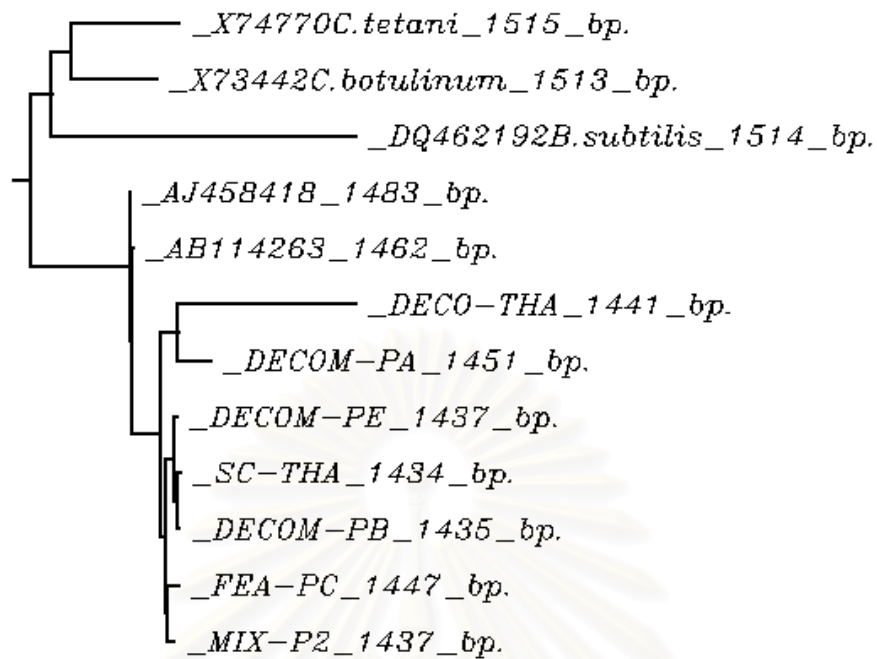 _X74770C.tetani_1515_bp.
_X73442C.botulinum_1513_bp.
_DQ462192B.subtilis_1514_bp.
_AJ458418_1483_bp.
_AB114263_1462_bp.
_DECO-THA_1441_bp.
_DECOM-PA_1451_bp.
_DECOM-PE_1437_bp.
_SC-THA_1434_bp.
_DECOM-PB_1435_bp.
_FEA-PC_1447_bp.
_MIX-P2_1437_bp.